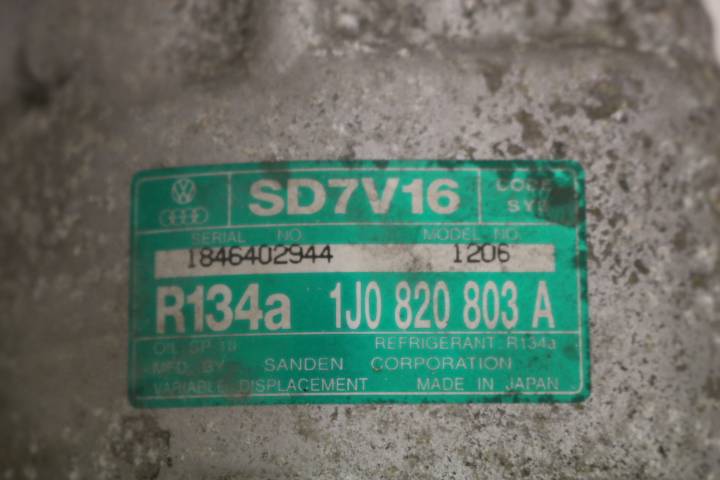 SD7V16
CODE
SERIAL NO.
MODEL NO.
1846402944 1206
R134a 1J0 820 803 A
OIL SP-10 REFRIGERANT: R134a
MFD. BY SANDEN CORPORATION
VARIABLE DISPLACEMENT MADE IN JAPAN